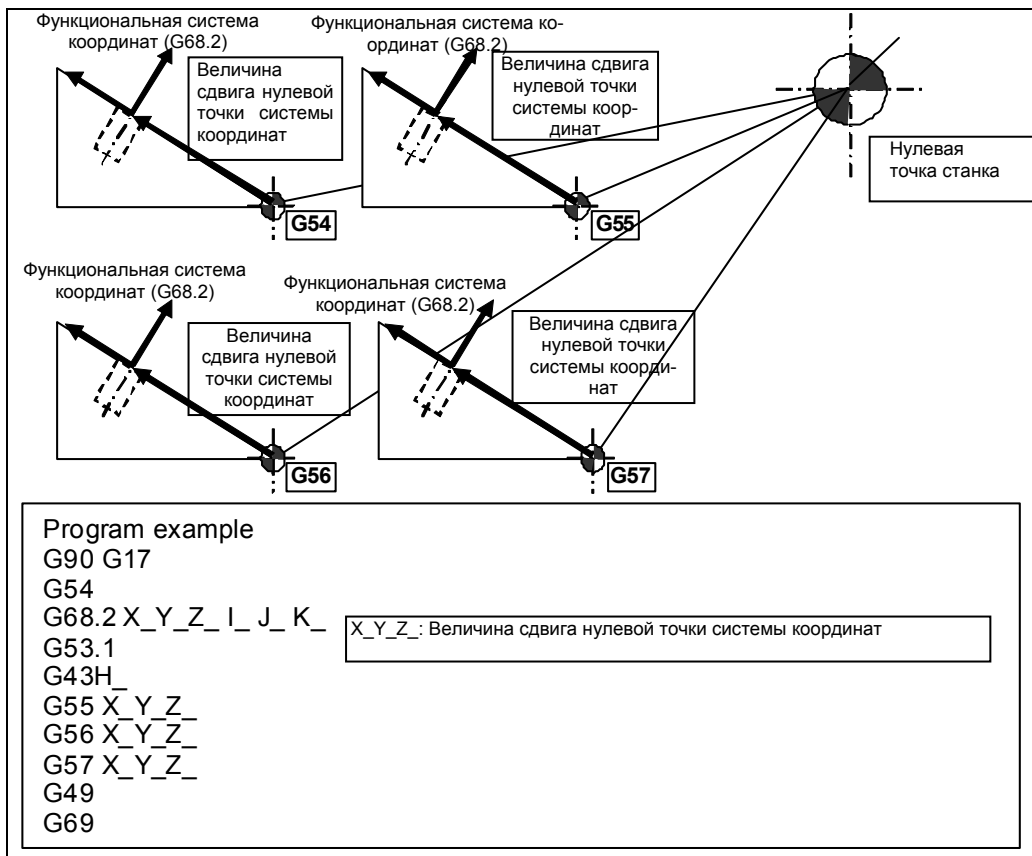 Функциональная система
координат (G68.2)
Функциональная система ко-
ординат (G68.2)
Величина
сдвига нулевой
точки системы
координат
Величина сдвига
нулевой точки
системы коор-
динат
Нулевая
точка станка
G54
G55
Функциональная система
координат (G68.2)
Функциональная система
координат (G68.2)
Величина
сдвига нулевой
точки системы
координат
Величина сдвига
нулевой точки
системы коорди-
нат
G56
G57
Program example
G90 G17
G54
G68.2 X_Y_Z_ I_ J_ K_
X_Y_Z_: Величина сдвига нулевой точки системы координат
G53.1
G43H_
G55 X_Y_Z_
G56 X_Y_Z_
G57 X_Y_Z_
G49
G69